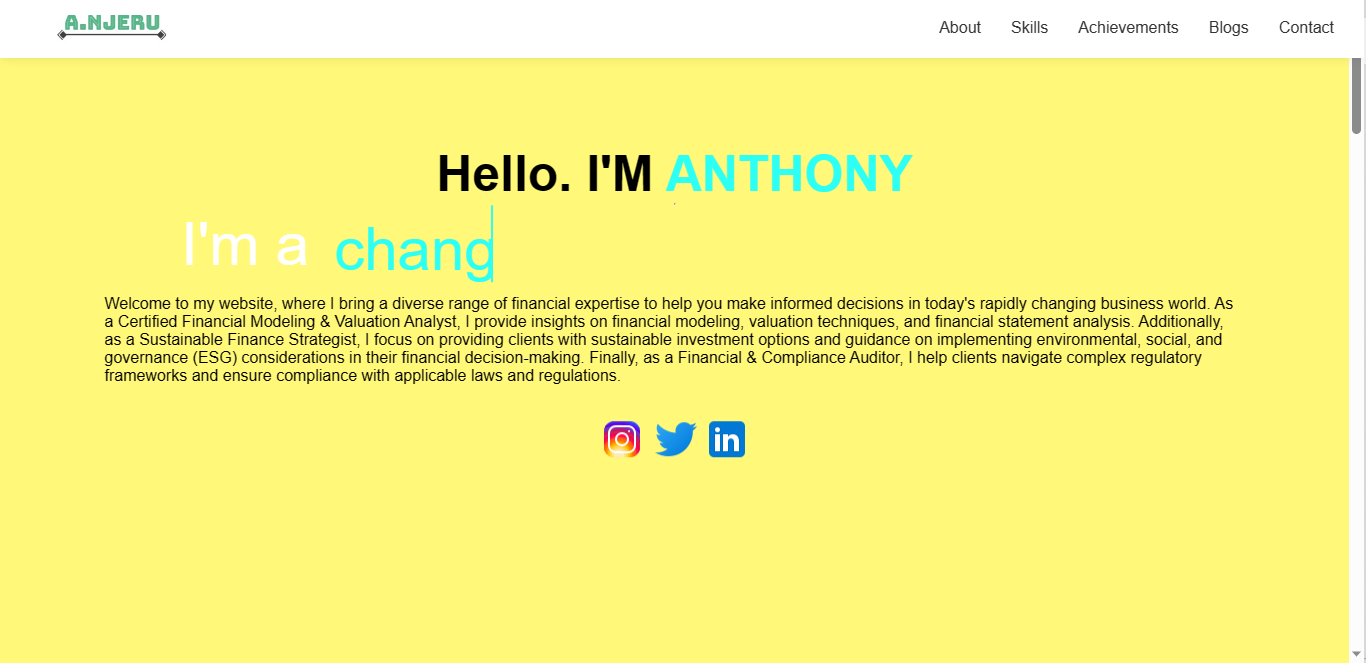 A.NJERU
About Skills Achievements Blogs Contact
Hello. I'M ANTHONY
I'm a chang
Welcome to my website, where I bring a diverse range of financial expertise to help you make informed decisions in today's rapidly changing business world. As
a Certified Financial Modeling & Valuation Analyst, I provide insights on financial modeling, valuation techniques, and financial statement analysis. Additionally,
as a Sustainable Finance Strategist, I focus on providing clients with sustainable investment options and guidance on implementing environmental, social, and
governance (ESG) considerations in their financial decision-making. Finally, as a Financial & Compliance Auditor, I help clients navigate complex regulatory
frameworks and ensure compliance with applicable laws and regulations.
in